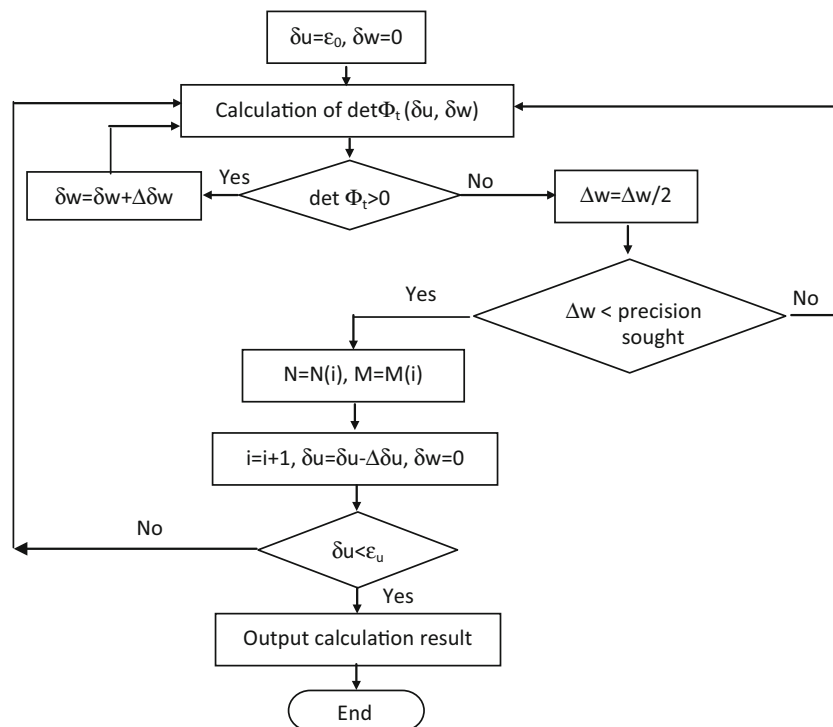 δu=ε₀, δw=0
Calculation of detΦₜ (δu, δw)
δw=δw+Δδw
Yes
det Φₜ>0
No
Δw=Δw/2
Δw < precision
sought
Yes
No
N=N(i), M=M(i)
i=i+1, δu=δu-Δδu, δw=0
No
δu<εᵤ
Yes
Output calculation result
End